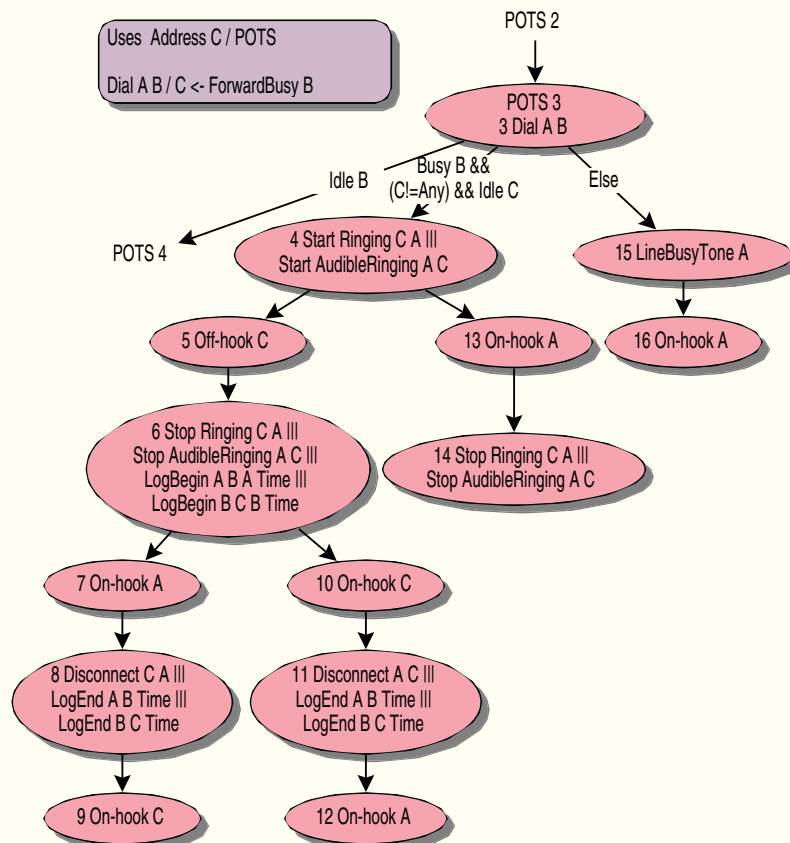 Uses Address C / POTS
Dial A B / C <- ForwardBusy B
POTS 2
POTS 3
3 Dial A B
Idle B
Busy B &&
(C!=Any) && Idle C
Else
POTS 4
4 Start Ringing C A |||
Start AudibleRinging A C
15 LineBusyTone A
5 Off-hook C
13 On-hook A
16 On-hook A
6 Stop Ringing C A |||
Stop AudibleRinging A C |||
LogBegin A B A Time |||
LogBegin B C B Time
14 Stop Ringing C A |||
Stop AudibleRinging A C
7 On-hook A
10 On-hook C
8 Disconnect C A |||
LogEnd A B Time |||
LogEnd B C Time
11 Disconnect A C |||
LogEnd A B Time |||
LogEnd B C Time
9 On-hook C
12 On-hook A